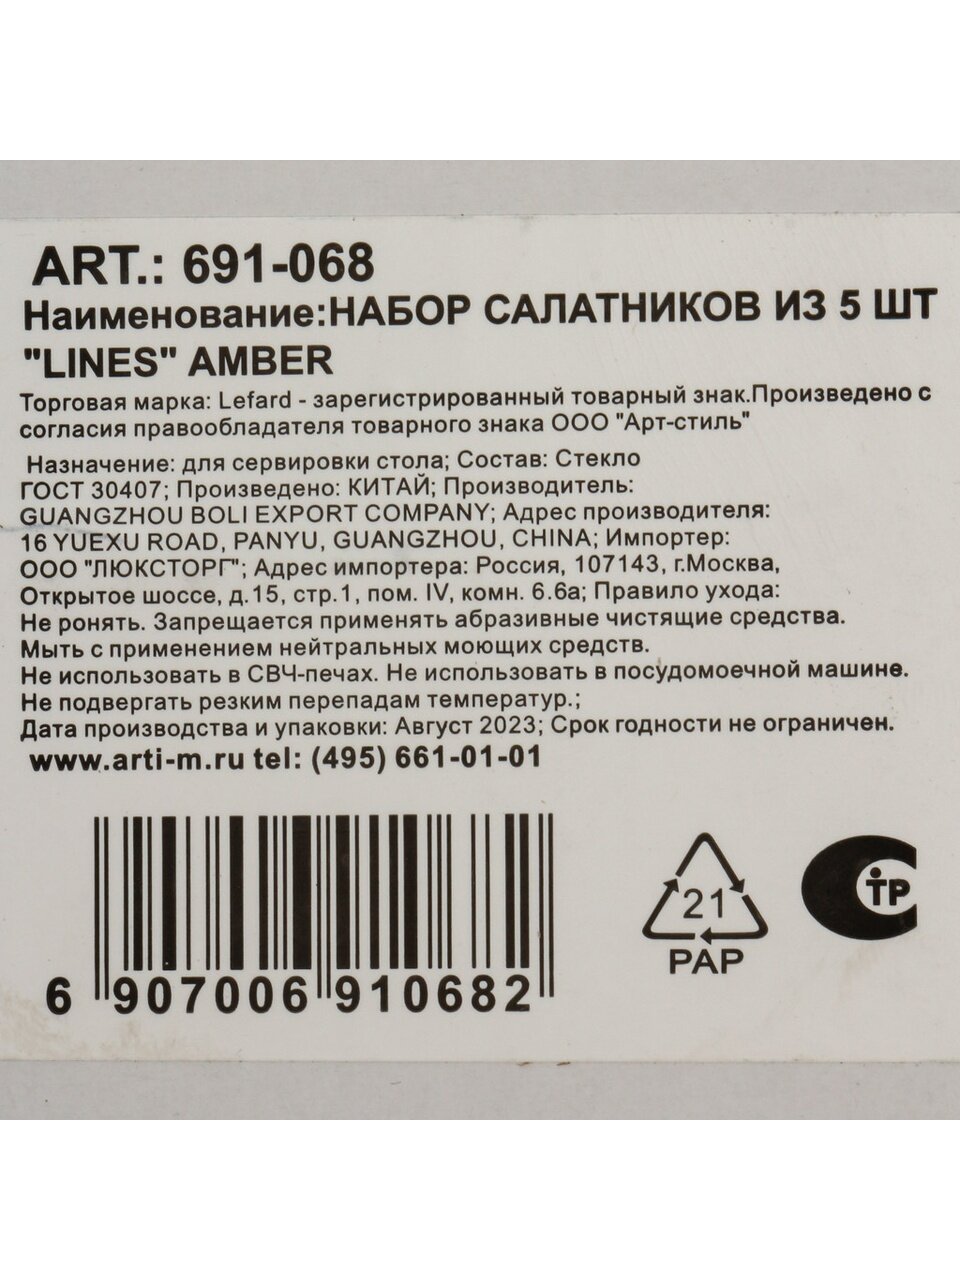 ART.: 691-068
Наименование:НАБОР САЛАТНИКОВ ИЗ 5 ШТ
"LINES" AMBER
Торговая марка: Lefard - зарегистрированный товарный знак.Произведено с
согласия правообладателя товарного знака ООО "Арт-стиль"
Назначение: для сервировки стола; Состав: Стекло
ГОСТ 30407; Произведено: КИТАЙ; Производитель:
GUANGZHOU BOLI EXPORT COMPANY; Адрес производителя:
16 YUEXU ROAD, PANYU, GUANGZHOU, CHINA; Импортер:
ООО "ЛЮКСТОРГ"; Адрес импортера: Россия, 107143, г.Москва,
Открытое шоссе, д.15, стр.1, пом. IV, комн. 6.6а; Правило ухода:
Не ронять. Запрещается применять абразивные чистящие средства.
Мыть с применением нейтральных моющих средств.
Не использовать в СВЧ-печах. Не использовать в посудомоечной машине.
Не подвергать резким перепадам температур.;
Дата производства и упаковки: Август 2023; Срок годности не ограничен.
www.arti-m.ru tel: (495) 661-01-01
6 907006 910682
21
PAP
СТР